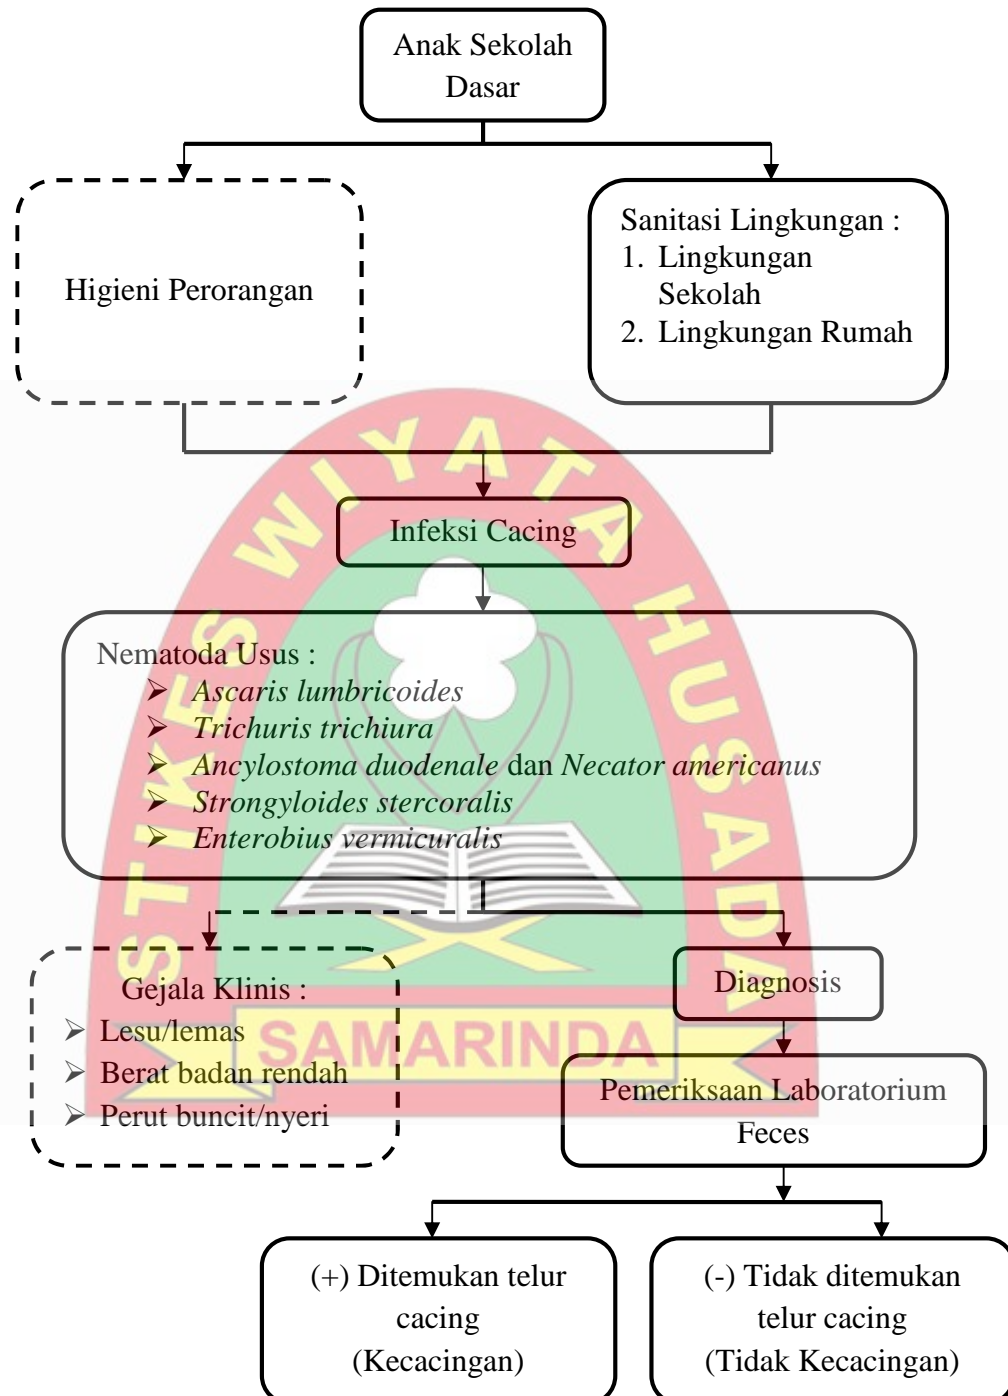 Anak Sekolah
Dasar
Higieni Perorangan
Sanitasi Lingkungan :
1. Lingkungan
Sekolah
2. Lingkungan Rumah
STIKES WIYATA HUSADA
Infeksi Cacing
Nematoda Usus :
➢ Ascaris lumbricoides
➢ Trichuris trichiura
➢ Ancylostoma duodenale dan Necator americanus
➢ Strongyloides stercoralis
➢ Enterobius vermicuralis
Gejala Klinis :
➢ Lesu/lemas
➢ Berat badan rendah
➢ Perut buncit/nyeri
Diagnosis
SAMARINDA
Pemeriksaan Laboratorium
Feces
(+) Ditemukan telur
cacing
(Kecacingan)
(-) Tidak ditemukan
telur cacing
(Tidak Kecacingan)